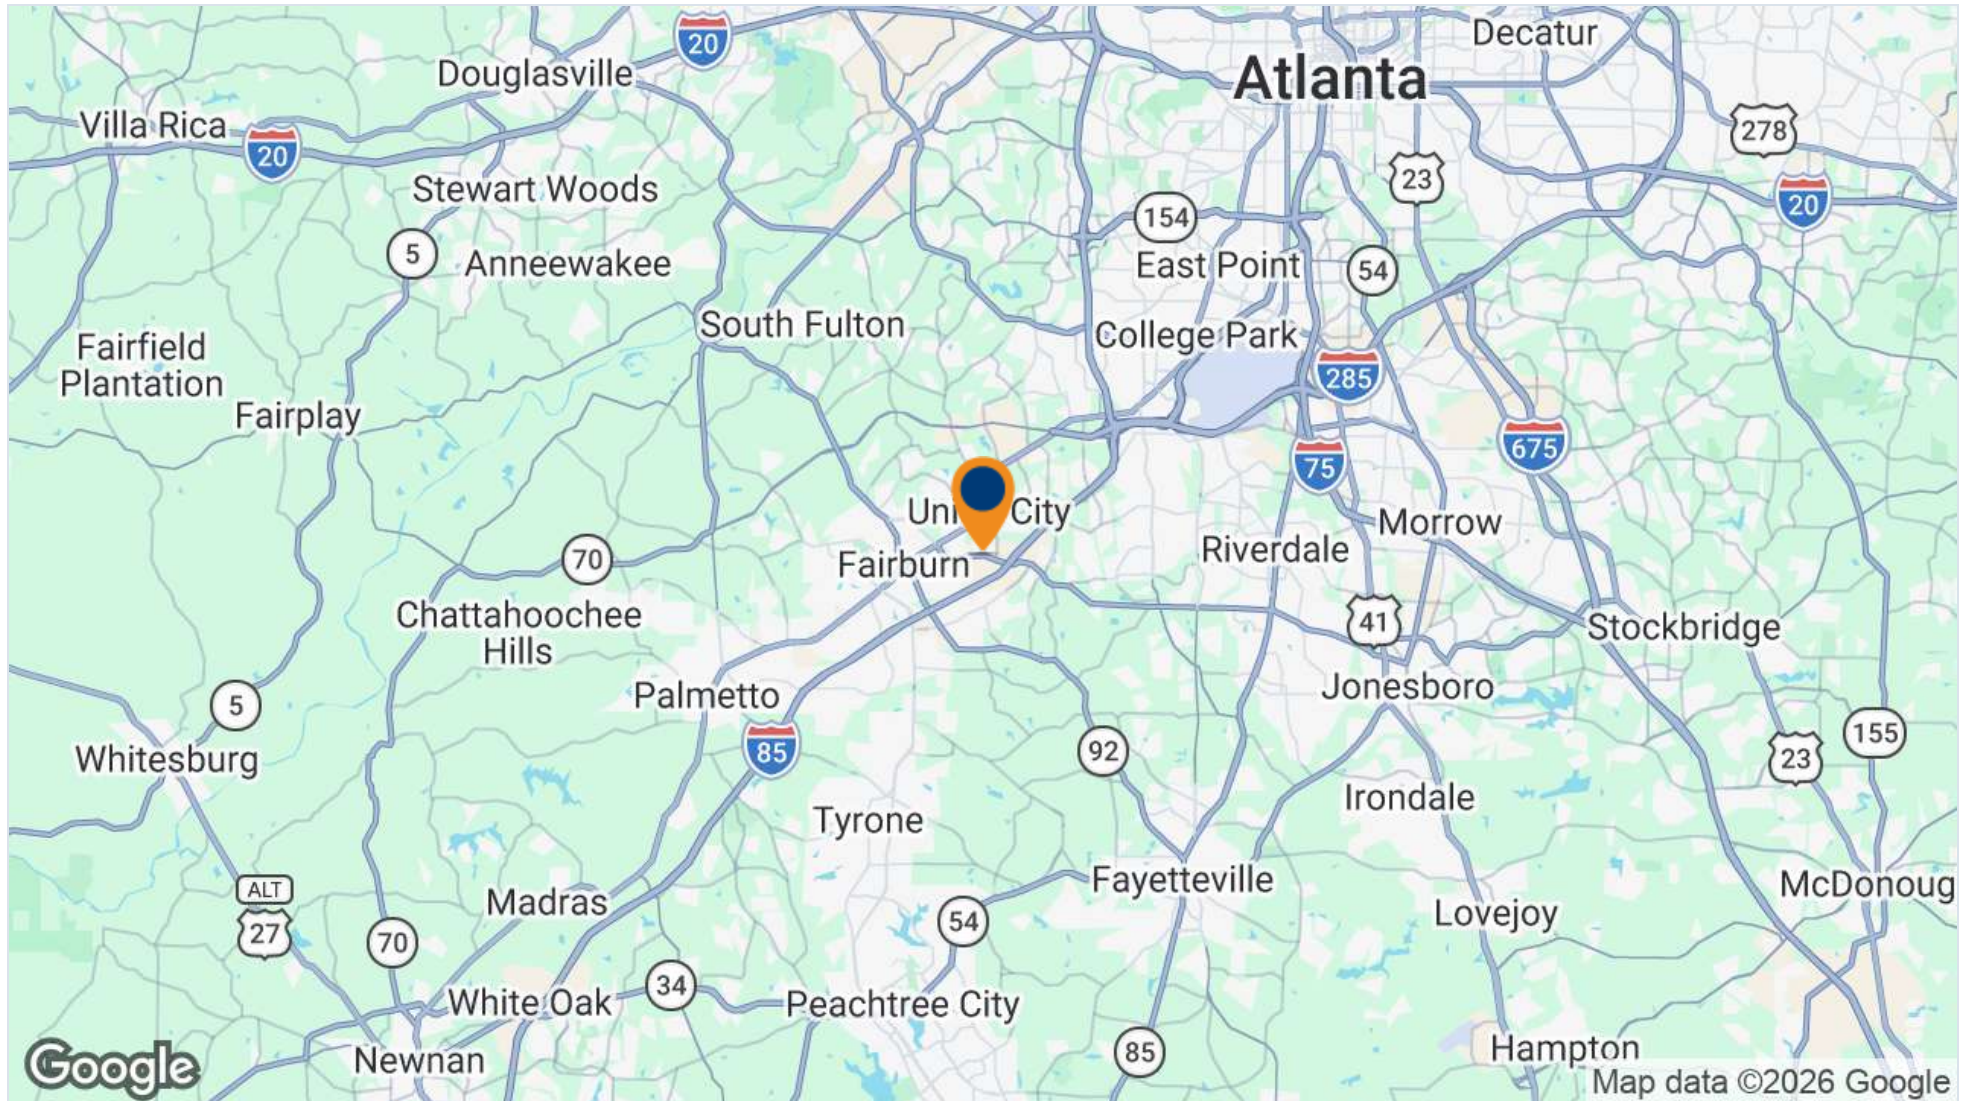 Decatur
20
Douglasville
Atlanta
Villa Rica
278
20
23
Stewart Woods
20
154
5
Anneewakee
East Point
54
South Fulton
College Park
Fairfield
Plantation
285
Fairplay
675
75
City
Morrow
Riverdale
70
Fairburn
Chattahoochee
Hills
41
Stockbridge
Palmetto
Jonesboro
5
155
85
92
23
Whitesburg
Irondale
Tyrone
Fayetteville
ALT
27
McDonoug
Madras
54
Lovejoy
70
34
White Oak
Peachtree City
85
Hampton
Newnan
Google
Map data ©2026 Google